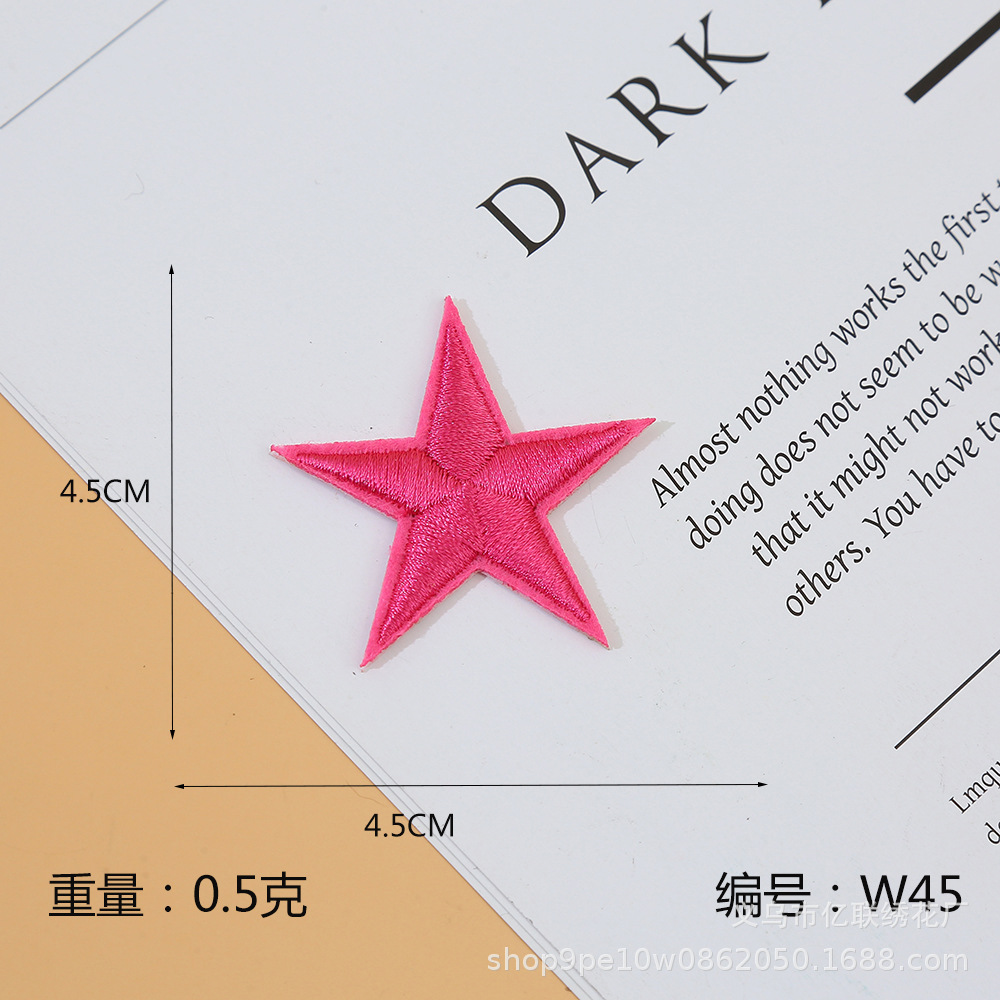 DARK
Almost nothing works the first
doing does not seem to be
that it might not work
others. You have to
4.5CM
4.5CM
重量：0.5克
编号：W45
义乌市亿联绣花厂
shop9pe10w0862050.1688.com